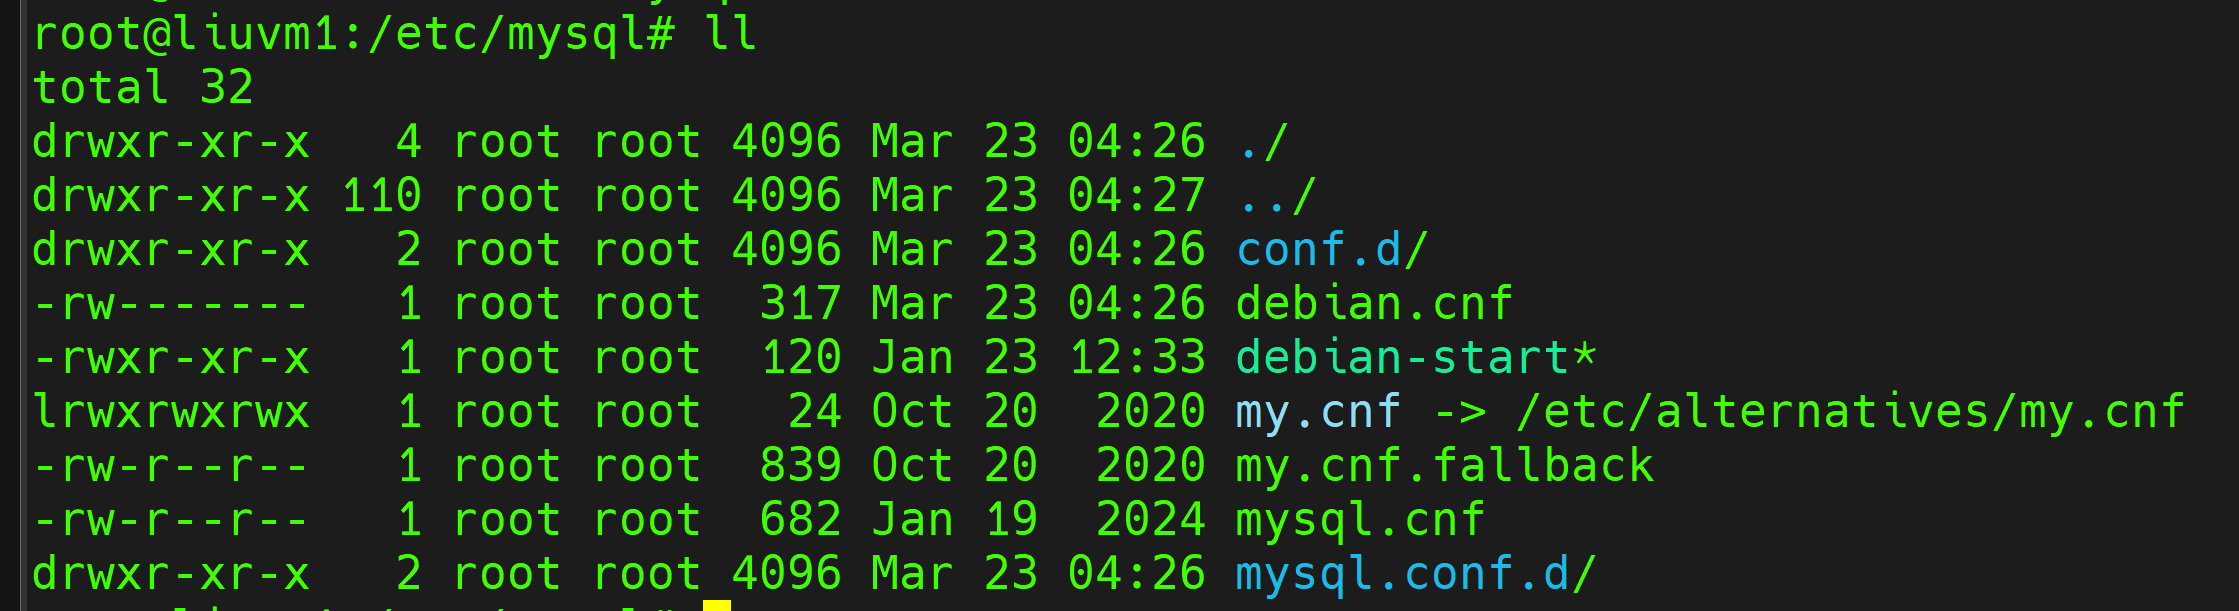 root@liuvm1:/etc/mysql# ll
total 32
drwxr-xr-x   4 root root 4096 Mar 23 04:26 ./
drwxr-xr-x 110 root root 4096 Mar 23 04:27 ../
drwxr-xr-x   2 root root 4096 Mar 23 04:26 conf.d/
-rw-------   1 root root  317 Mar 23 04:26 debian.cnf
-rwxr-xr-x   1 root root  120 Jan 23 12:33 debian-start*
lrwxrwxrwx   1 root root   24 Oct 20  2020 my.cnf -> /etc/alternatives/my.cnf
-rw-r--r--   1 root root  839 Oct 20  2020 my.cnf.fallback
-rw-r--r--   1 root root  682 Jan 19  2024 mysql.cnf
drwxr-xr-x   2 root root 4096 Mar 23 04:26 mysql.conf.d/